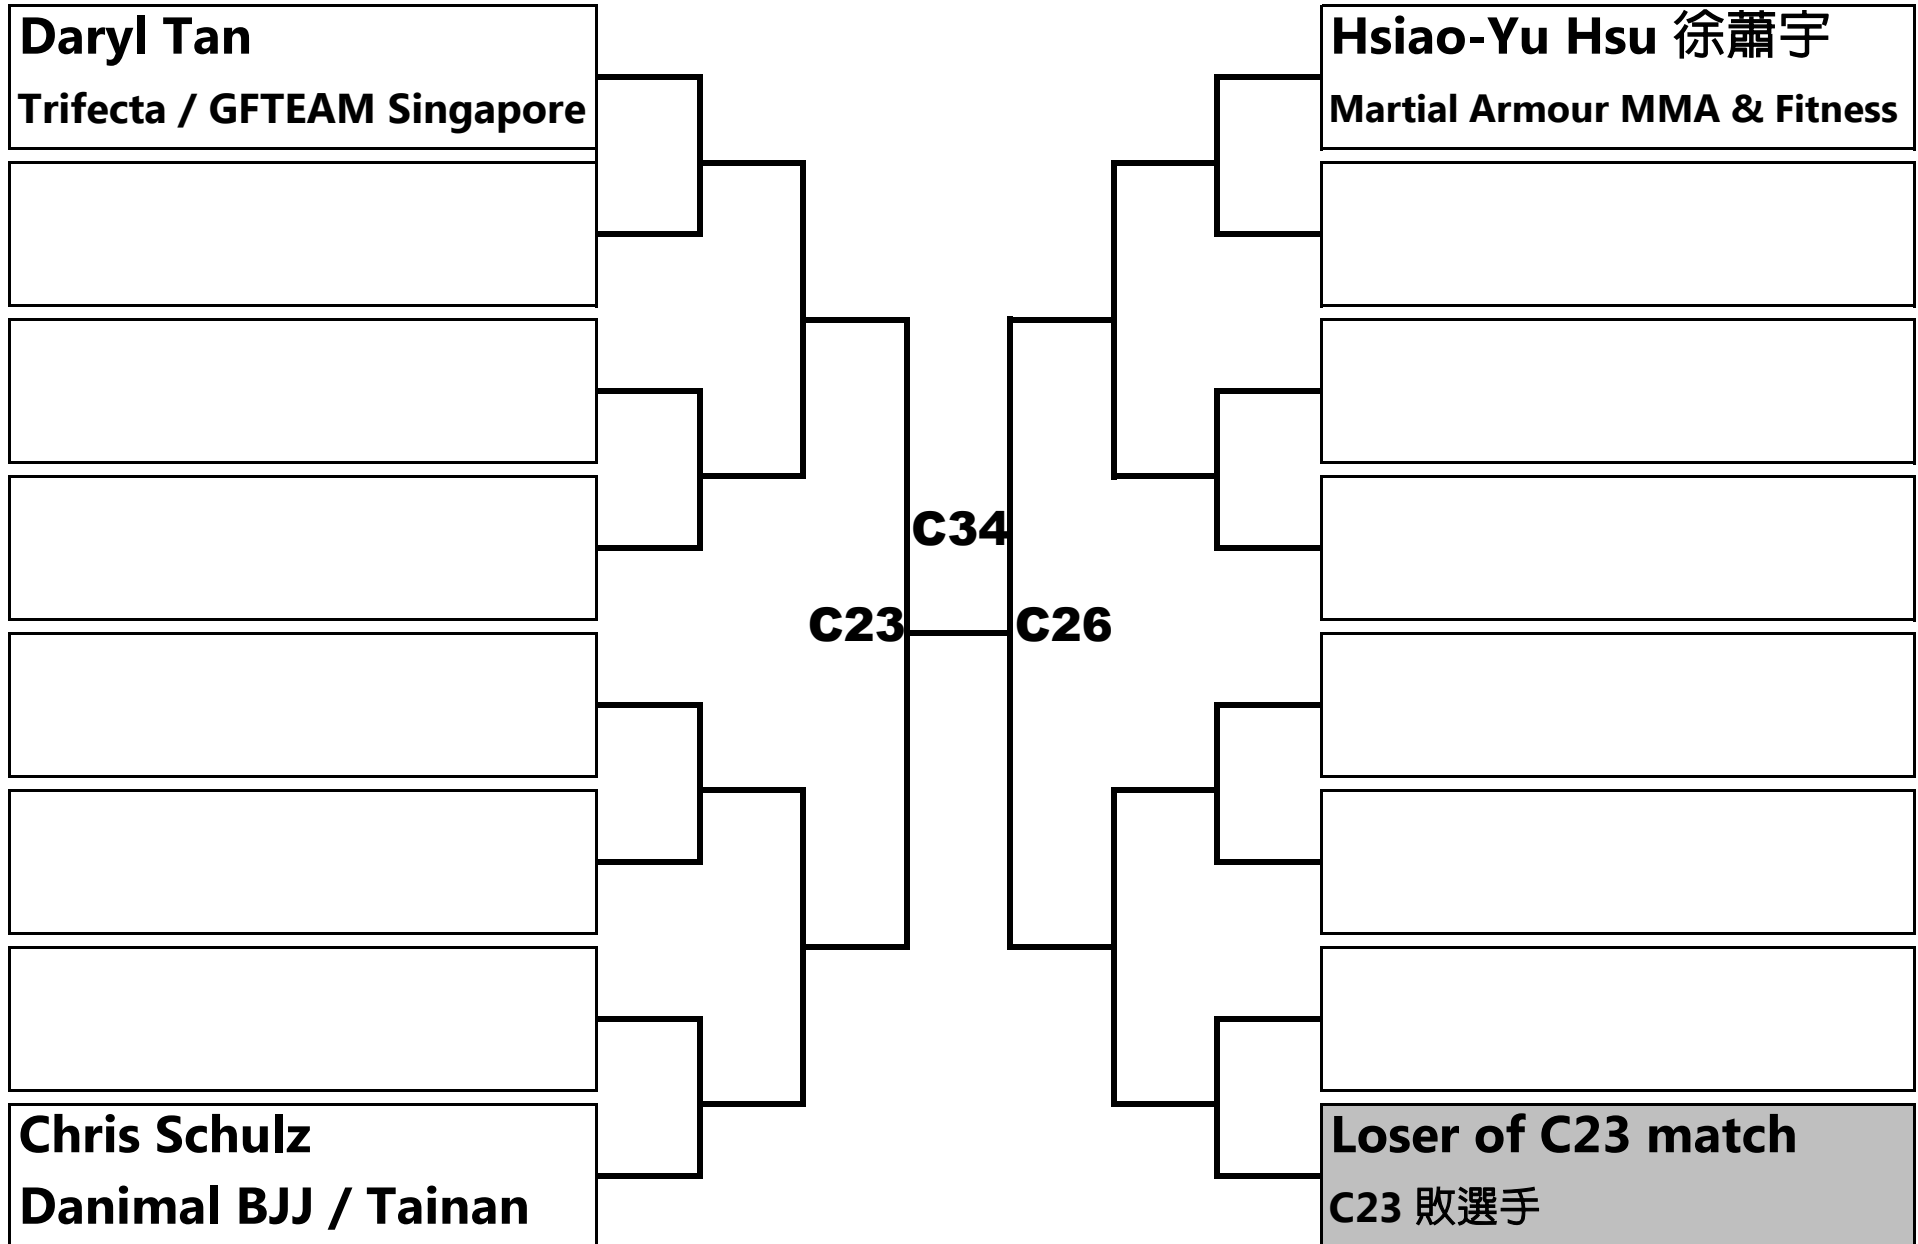 Daryl Tan
Trifecta / GFTEAM Singapore
Hsiao-Yu Hsu 徐蕭宇
Martial Armour MMA & Fitness
C34
C23
C26
Chris Schulz
Danimal BJJ / Tainan
Loser of C23 match
C23 敗選手